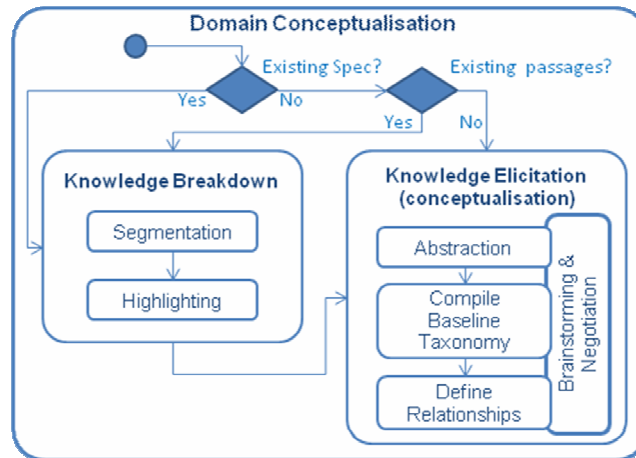 Domain Conceptualisation
Existing Spec?
Existing passages?
Yes
No
Yes
No
Knowledge Breakdown
Segmentation
Highlighting
Knowledge Elicitation
(conceptualisation)
Abstraction
Compile
Baseline
Taxonomy
Define
Relationships
Brainstorming &
Negotiation